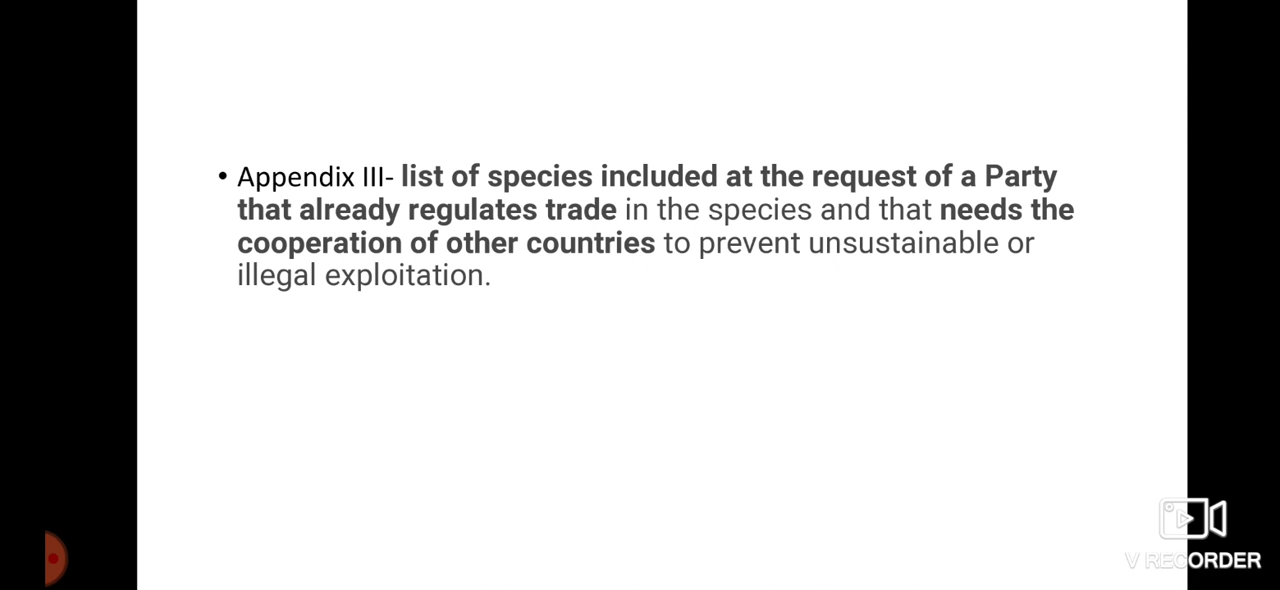 • Appendix III- list of species included at the request of a Party
that already regulates trade in the species and that needs the
cooperation of other countries to prevent unsustainable or
illegal exploitation.
V RECORDER